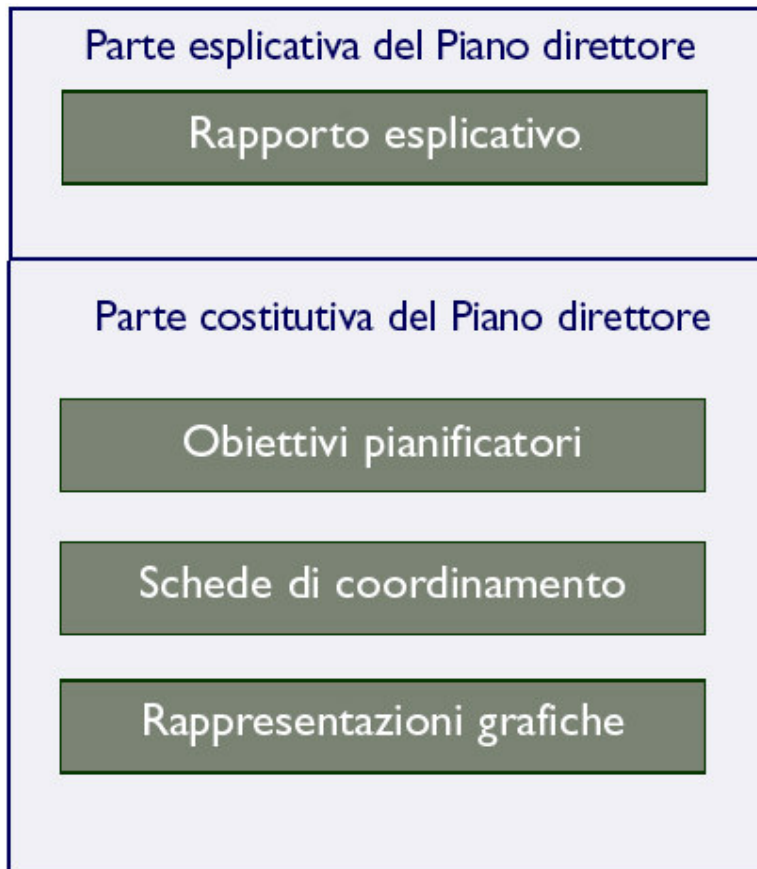 Parte esplicativa del Piano direttore
Rapporto esplicativo
Parte costitutiva del Piano direttore
Obiettivi pianificatori
Schede di coordinamento
Rappresentazioni grafiche